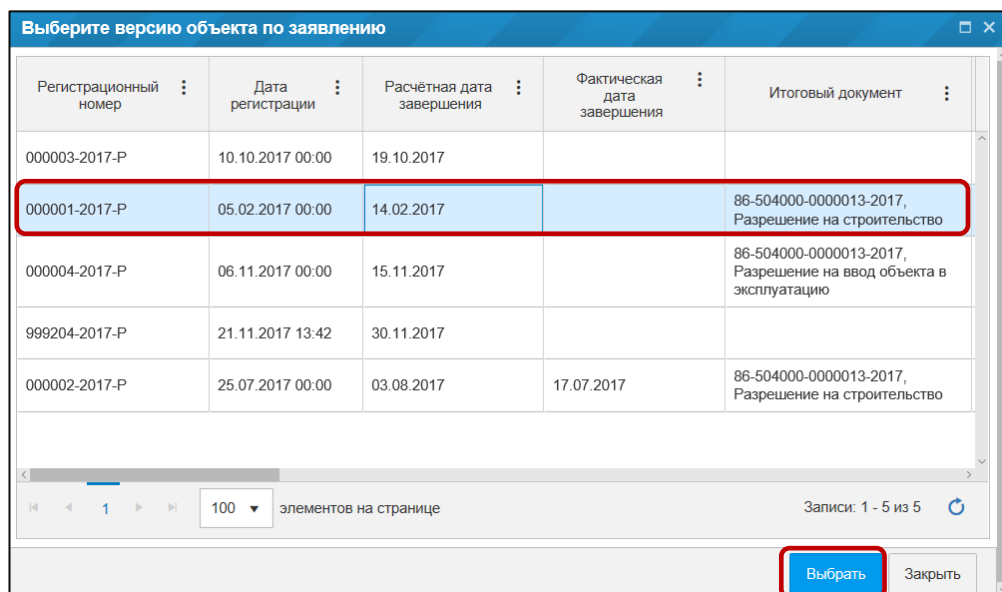 Выберите версию объекта по заявлению
Регистрационный
номер
Дата
регистрации
Расчётная дата
завершения
Фактическая
дата
завершения
Итоговый документ
000003-2017-Р
10.10.2017 00:00
19.10.2017
000001-2017-Р
05.02.2017 00:00
14.02.2017
86-504000-0000013-2017,
Разрешение на строительство
000004-2017-Р
06.11.2017 00:00
15.11.2017
86-504000-0000013-2017,
Разрешение на ввод объекта в
эксплуатацию
999204-2017-Р
21.11.2017 13:42
30.11.2017
000002-2017-Р
25.07.2017 00:00
03.08.2017
17.07.2017
86-504000-0000013-2017,
Разрешение на строительство
1
100
элементов на странице
Записи: 1 - 5 из 5
Выбрать
Закрыть